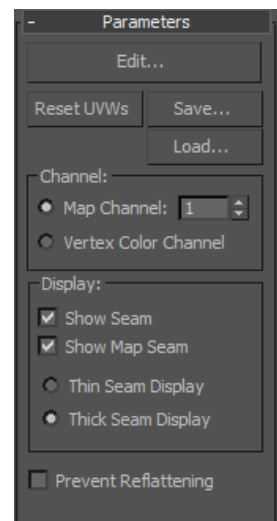 - Parameters
Edit...
Reset UVWs Save...
Load...
Channel:
Map Channel: 1
Vertex Color Channel
Display:
Show Seam
Show Map Seam
Thin Seam Display
Thick Seam Display
Prevent Reflattening